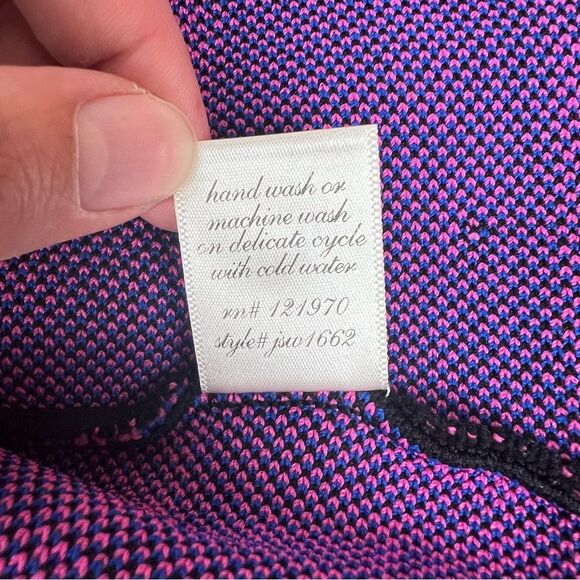 hand wash or
machine wash
on delicate cycle
with cold water
rn# 121970
style# jsw1662